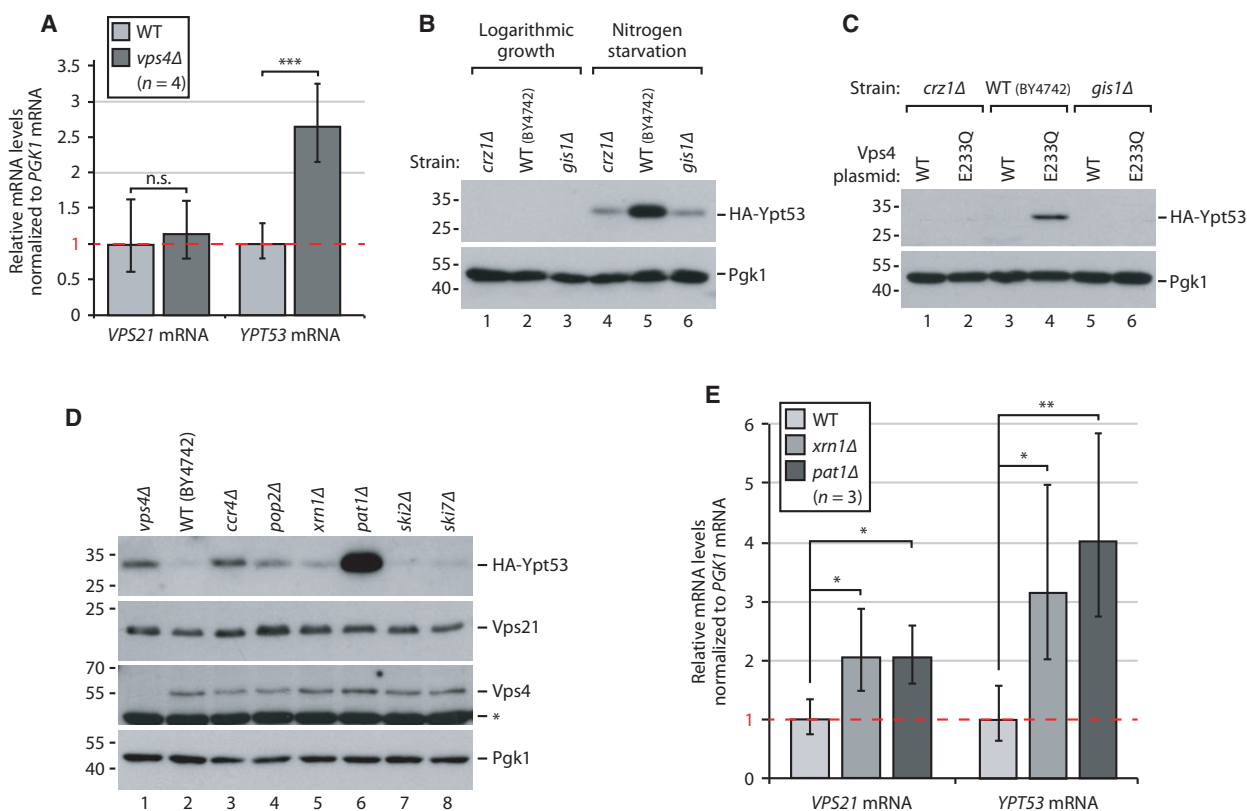 A
WT
vps4Δ
(n = 4)
Relative mRNA levels
normalized to PGK1 mRNA
3.5
3
2.5
2
1.5
1
0.5
0
n.s.
***
VPS21 mRNA
YPT53 mRNA
B
Logarithmic growth
Nitrogen starvation
Strain:
crz1Δ
WT (BY4742)
gis1Δ
crz1Δ
WT (BY4742)
gis1Δ
35-
25-
-HA-Ypt53
55-
40-
-Pgk1
1 2 3 4 5 6
C
Strain: crz1Δ WT (BY4742) gis1Δ
Vps4 plasmid:
WT
E233Q
WT
E233Q
WT
E233Q
35-
25-
-HA-Ypt53
55-
40-
-Pgk1
1 2 3 4 5 6
D
vps4Δ
WT (BY4742)
ccr4Δ
pop2Δ
xrn1Δ
pat1Δ
ski2Δ
ski7Δ
35-
25-
-HA-Ypt53
25-
-Vps21
70-
55-
-Vps4
-*
55-
40-
-Pgk1
1 2 3 4 5 6 7 8
E
WT
xrn1Δ
pat1Δ
(n = 3)
Relative mRNA levels
normalized to PGK1 mRNA
6
5
4
3
2
1
0
*
*
*
**
VPS21 mRNA
YPT53 mRNA